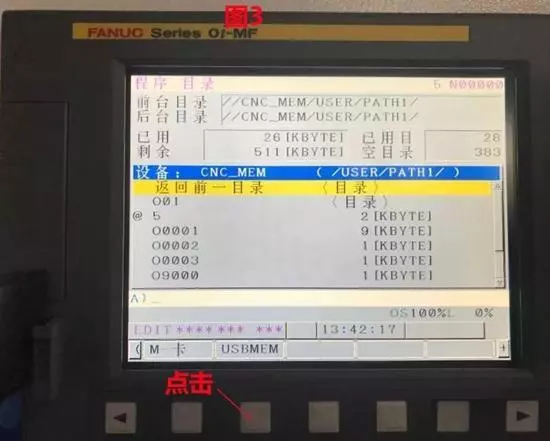 图3
FANUC Series 0i-MF
程序 目录 5 N00000
前台目录 //CNC_MEM/USER/PATH1/
后台目录 //CNC_MEM/USER/PATH1/
已用 26[KBYTE] 已用目 28
剩余 511[KBYTE] 空目录 383
设备: CNC_MEM ( /USER/PATH1/ )
返回前一目录 〈目录〉
O01 〈目录〉
@ 5 2[KBYTE]
O0001 9[KBYTE]
O0002 1[KBYTE]
O0003 1[KBYTE]
O9000 1[KBYTE]
A)_
OS100%L 0%
EDIT**** *** *** 13:42:17
( M 卡 USBMEM +
点击